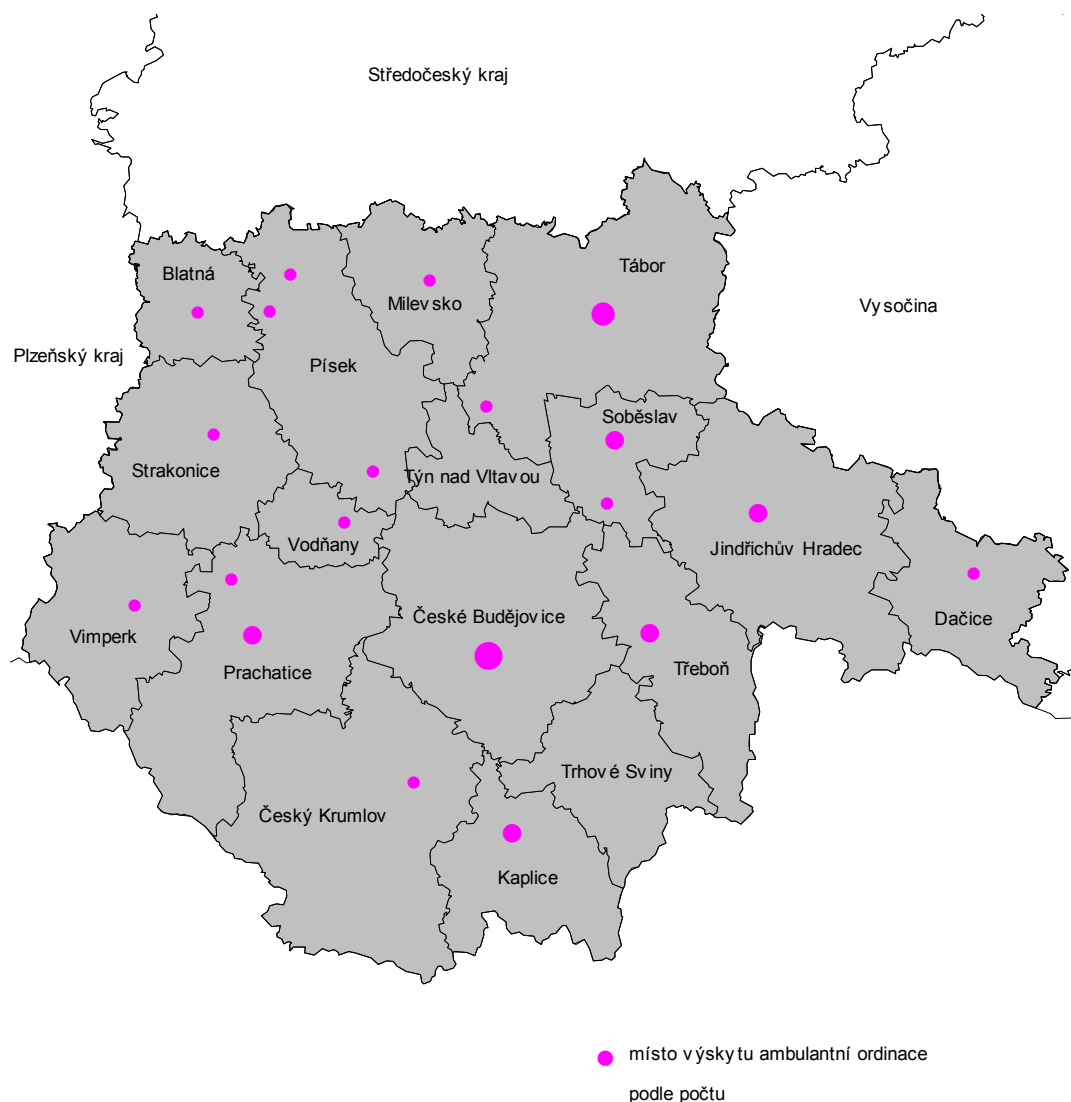 Středočeský kraj
Tábor
Blatná
Milevsko
Vysočina
Plzeňský kraj
Písek
Soběslav
Strakonice
Týn nad Vltavou
Vodňany
Jindřichův Hradec
České Budějovice
Dačice
Vimperk
Prachatice
Třeboň
Trhové Sviny
Český Krumlov
Kaplice
místo výskytu ambulantní ordinace
podle počtu